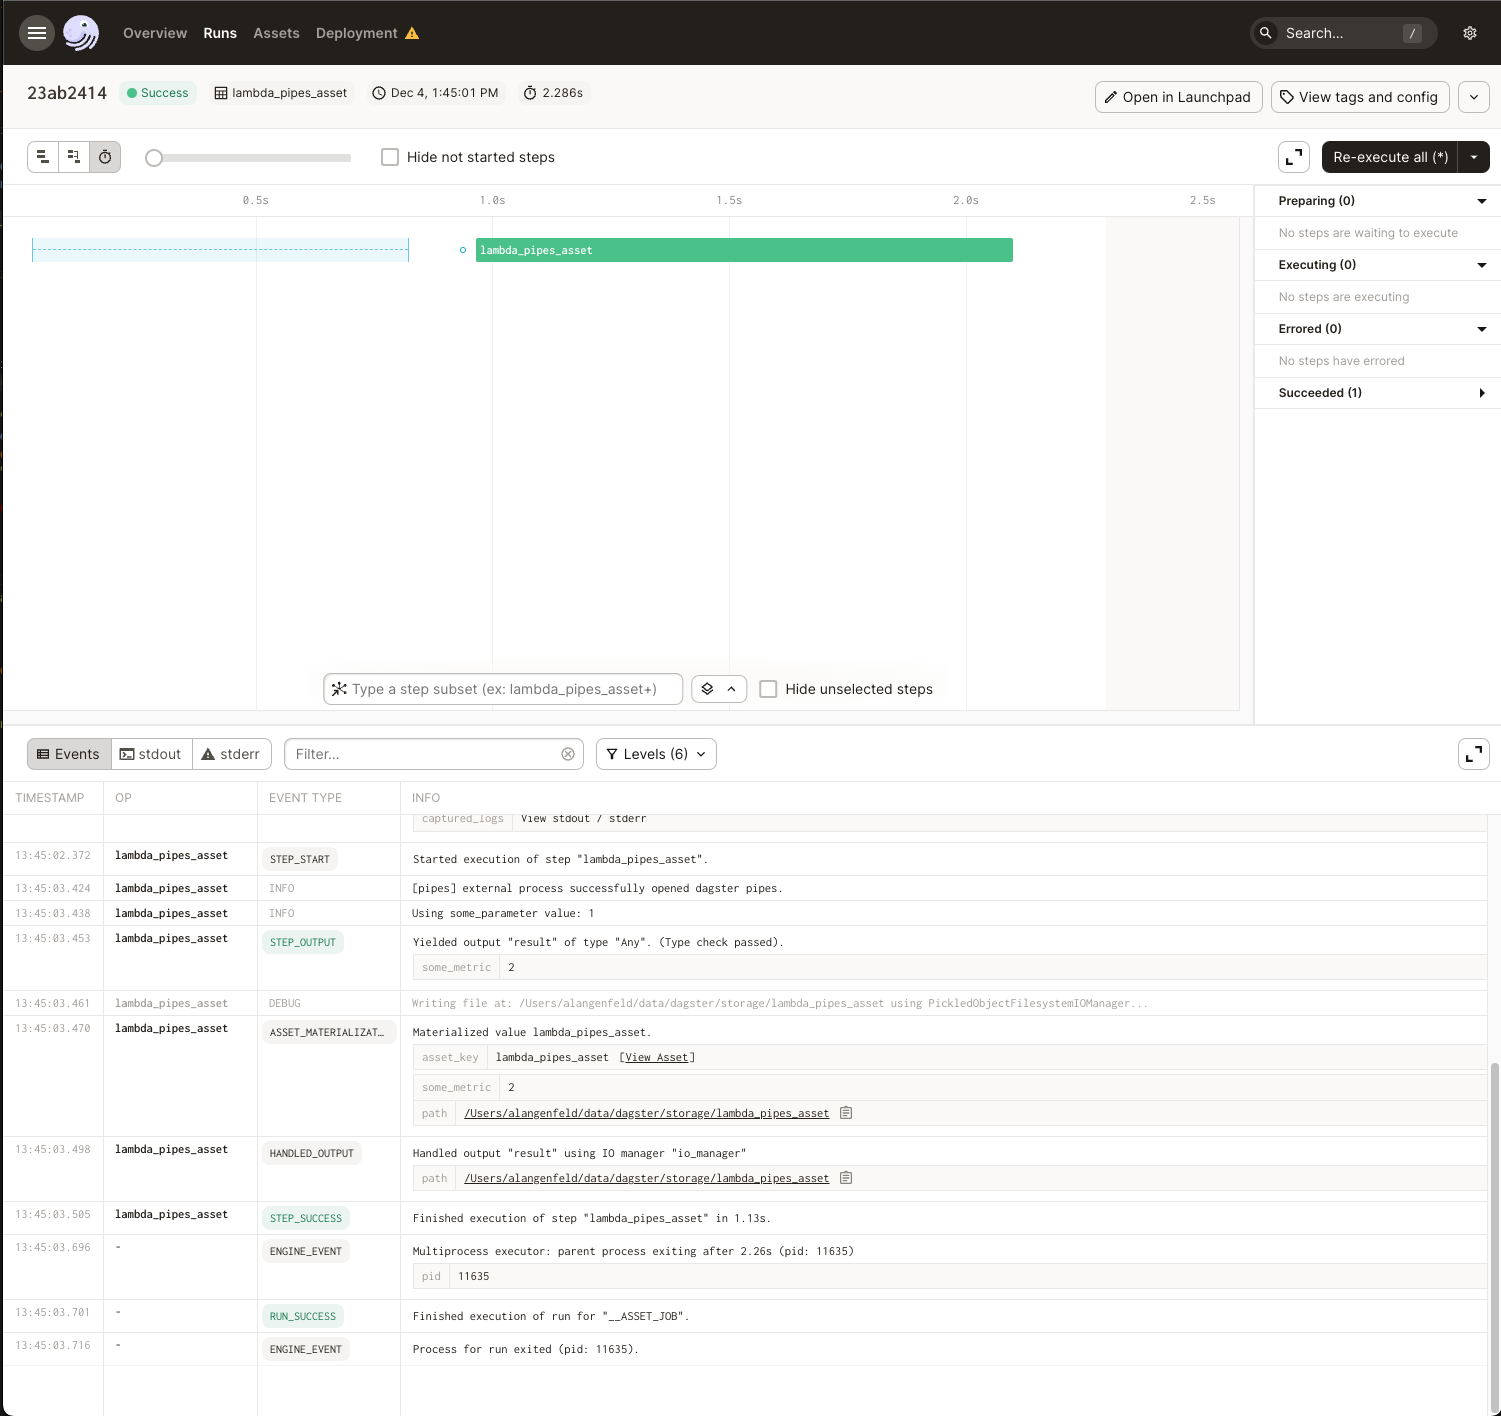 Overview Runs Assets Deployment Search... /
23ab2414 Success lambda_pipes_asset Dec 4, 1:45:01 PM 2.286s Open in Launchpad View tags and config
Hide not started steps Re-execute all (*)
0.5s 1.0s 1.5s 2.0s 2.5s
lambda_pipes_asset
Preparing (0)
No steps are waiting to execute
Executing (0)
No steps are executing
Errored (0)
No steps have errored
Succeeded (1)
Type a step subset (ex: lambda_pipes_asset+) Hide unselected steps
Events stdout stderr Filter... Levels (6)
TIMESTAMP OP EVENT TYPE INFO
captured_logs View stdout / stderr
13:45:02.372 lambda_pipes_asset STEP_START Started execution of step "lambda_pipes_asset".
13:45:03.424 lambda_pipes_asset INFO [pipes] external process successfully opened dagster pipes.
13:45:03.438 lambda_pipes_asset INFO Using some_parameter value: 1
13:45:03.453 lambda_pipes_asset STEP_OUTPUT Yielded output "result" of type "Any". (Type check passed).
some_metric 2
13:45:03.461 lambda_pipes_asset DEBUG Writing file at: /Users/alangenfeld/data/dagster/storage/lambda_pipes_asset using PickledObjectFilesystemIOManager...
13:45:03.470 lambda_pipes_asset ASSET_MATERIALIZAT… Materialized value lambda_pipes_asset.
asset_key lambda_pipes_asset [View Asset]
some_metric 2
path /Users/alangenfeld/data/dagster/storage/lambda_pipes_asset
13:45:03.498 lambda_pipes_asset HANDLED_OUTPUT Handled output "result" using IO manager "io_manager"
path /Users/alangenfeld/data/dagster/storage/lambda_pipes_asset
13:45:03.505 lambda_pipes_asset STEP_SUCCESS Finished execution of step "lambda_pipes_asset" in 1.13s.
13:45:03.696 - ENGINE_EVENT Multiprocess executor: parent process exiting after 2.26s (pid: 11635)
pid 11635
13:45:03.701 - RUN_SUCCESS Finished execution of run for "__ASSET_JOB".
13:45:03.716 - ENGINE_EVENT Process for run exited (pid: 11635).